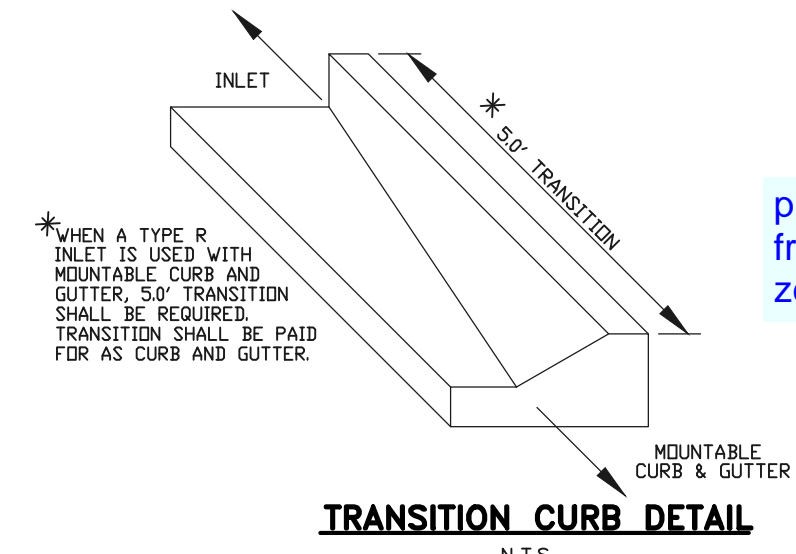 INLET
* 5.0' TRANSITION
*WHEN A TYPE R
INLET IS USED WITH
MOUNTABLE CURB AND
GUTTER, 5.0' TRANSITION
SHALL BE REQUIRED.
TRANSITION SHALL BE PAID
FOR AS CURB AND GUTTER.
MOUNTABLE
CURB & GUTTER
TRANSITION CURB DETAIL
N.T.S.